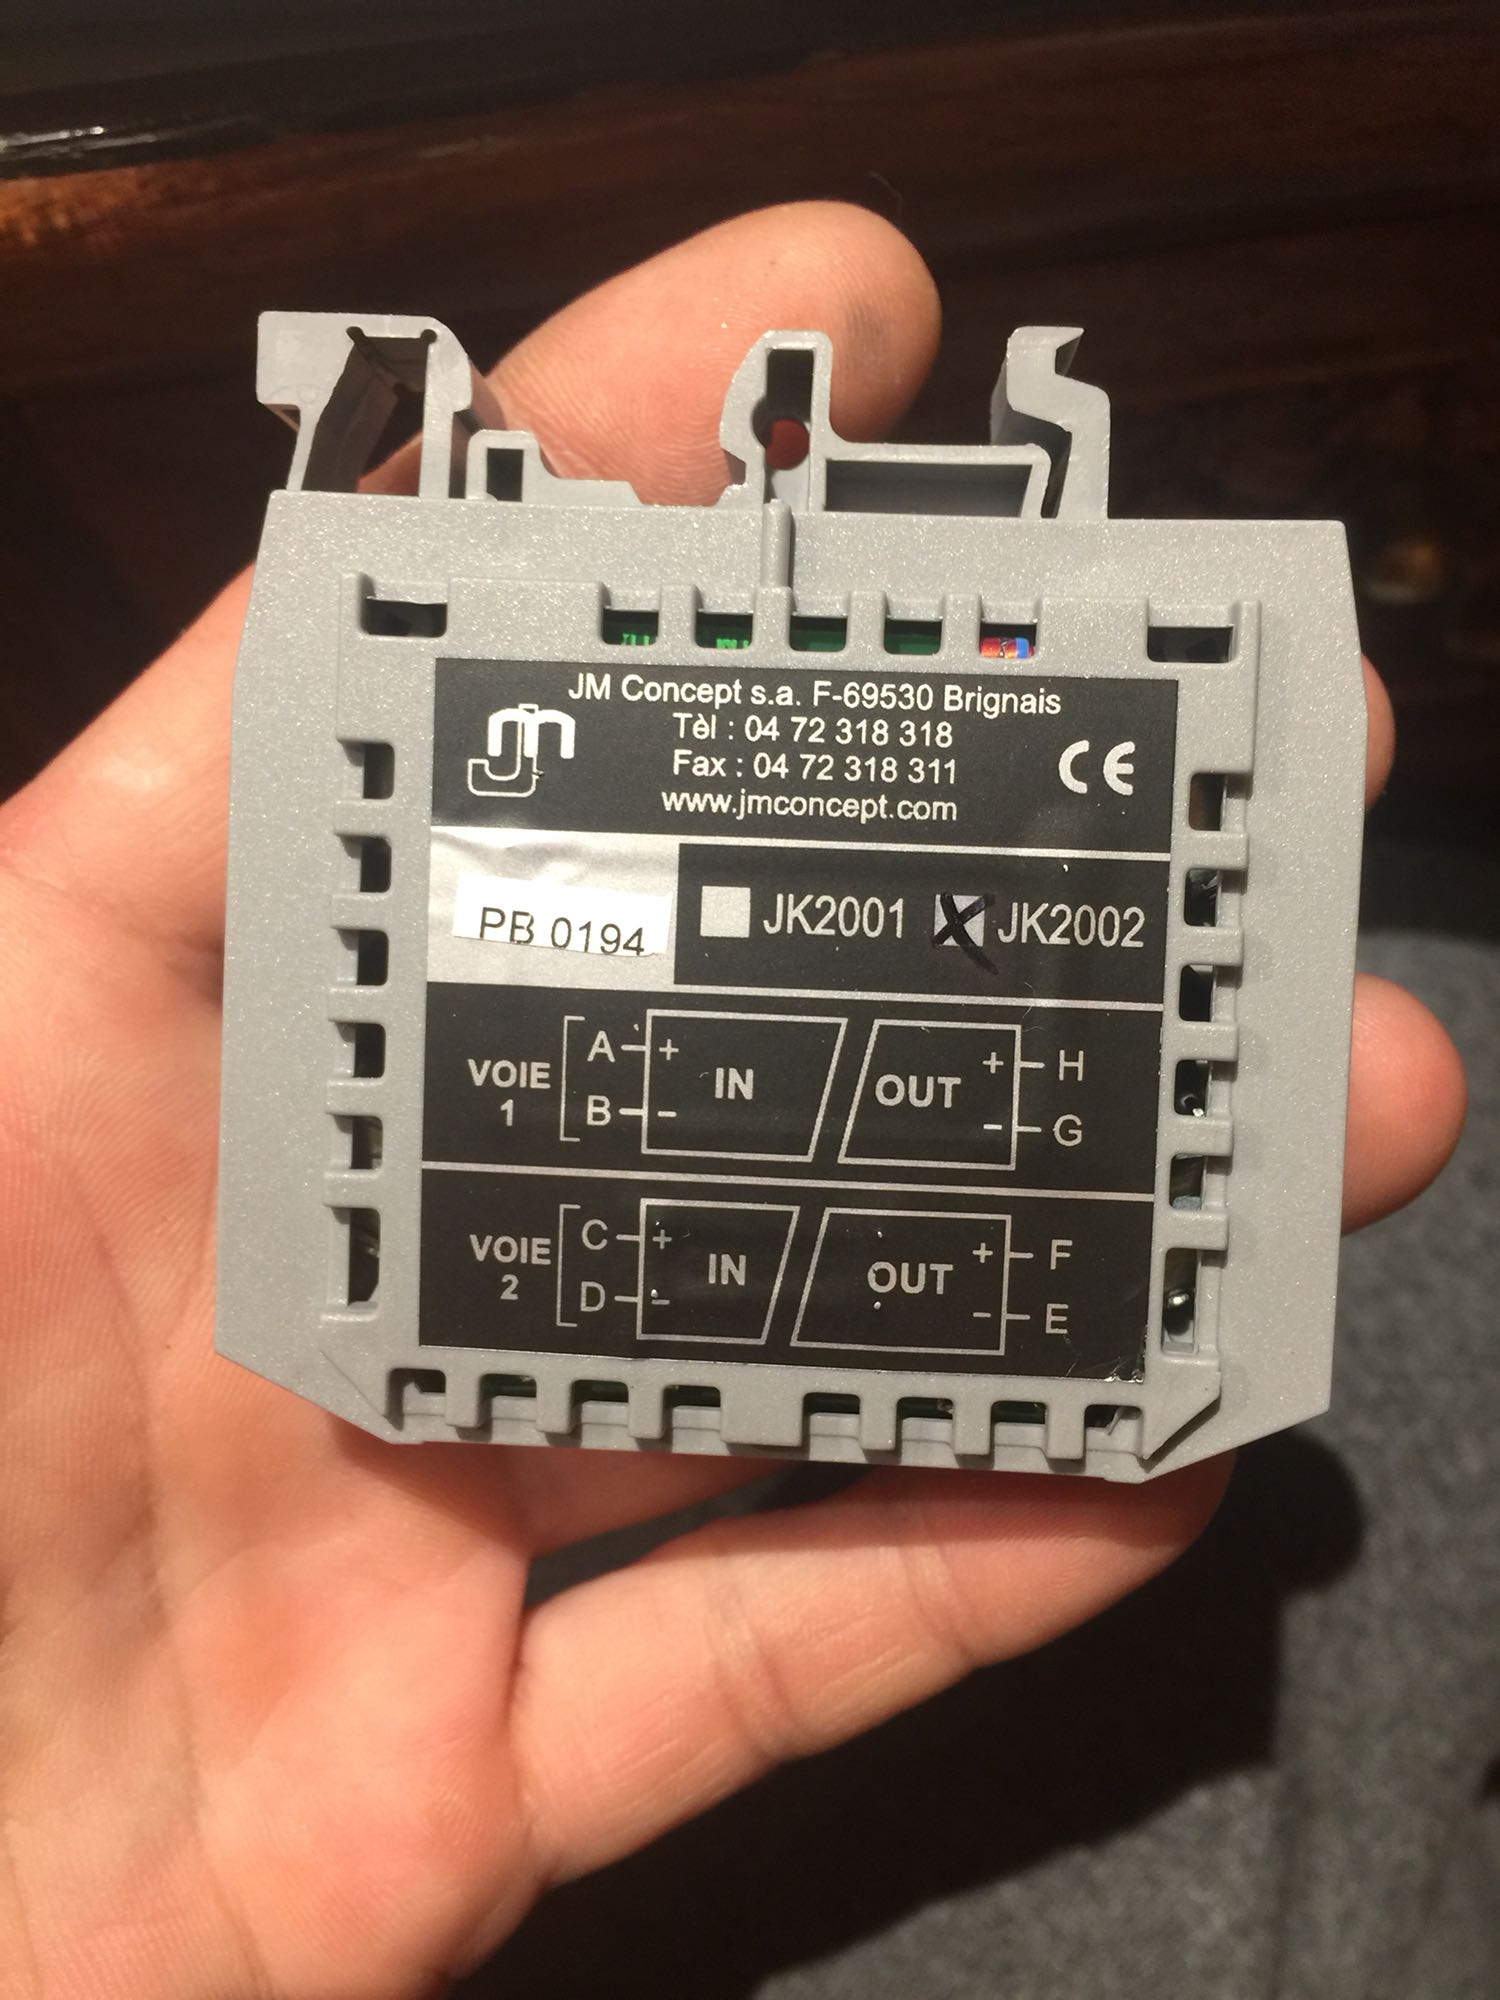 JM Concept s.a. F-69530 Brignais
Tèl : 04 72 318 318
Fax : 04 72 318 311
www.jmconcept.com
Jm
CE
PB 0194
JK2001 X JK2002
VOIE 1
A + IN OUT + H
B - - G
VOIE 2
C + IN OUT + F
D - - E